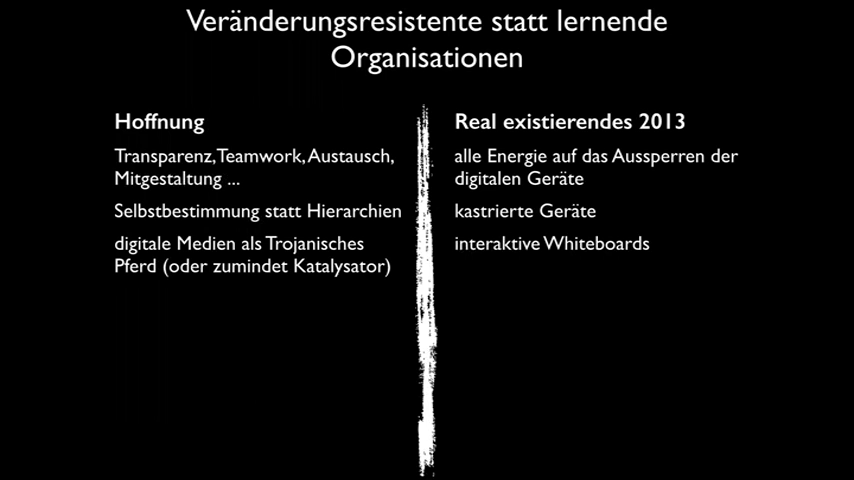 Veränderungsresistente statt lernende
Organisationen
Hoffnung
Transparenz, Teamwork, Austausch,
Mitgestaltung ...
Selbstbestimmung statt Hierarchien
digitale Medien als Trojanisches
Pferd (oder zumindet Katalysator)
Real existierendes 2013
alle Energie auf das Aussperren der
digitalen Geräte
kastrierte Geräte
interaktive Whiteboards